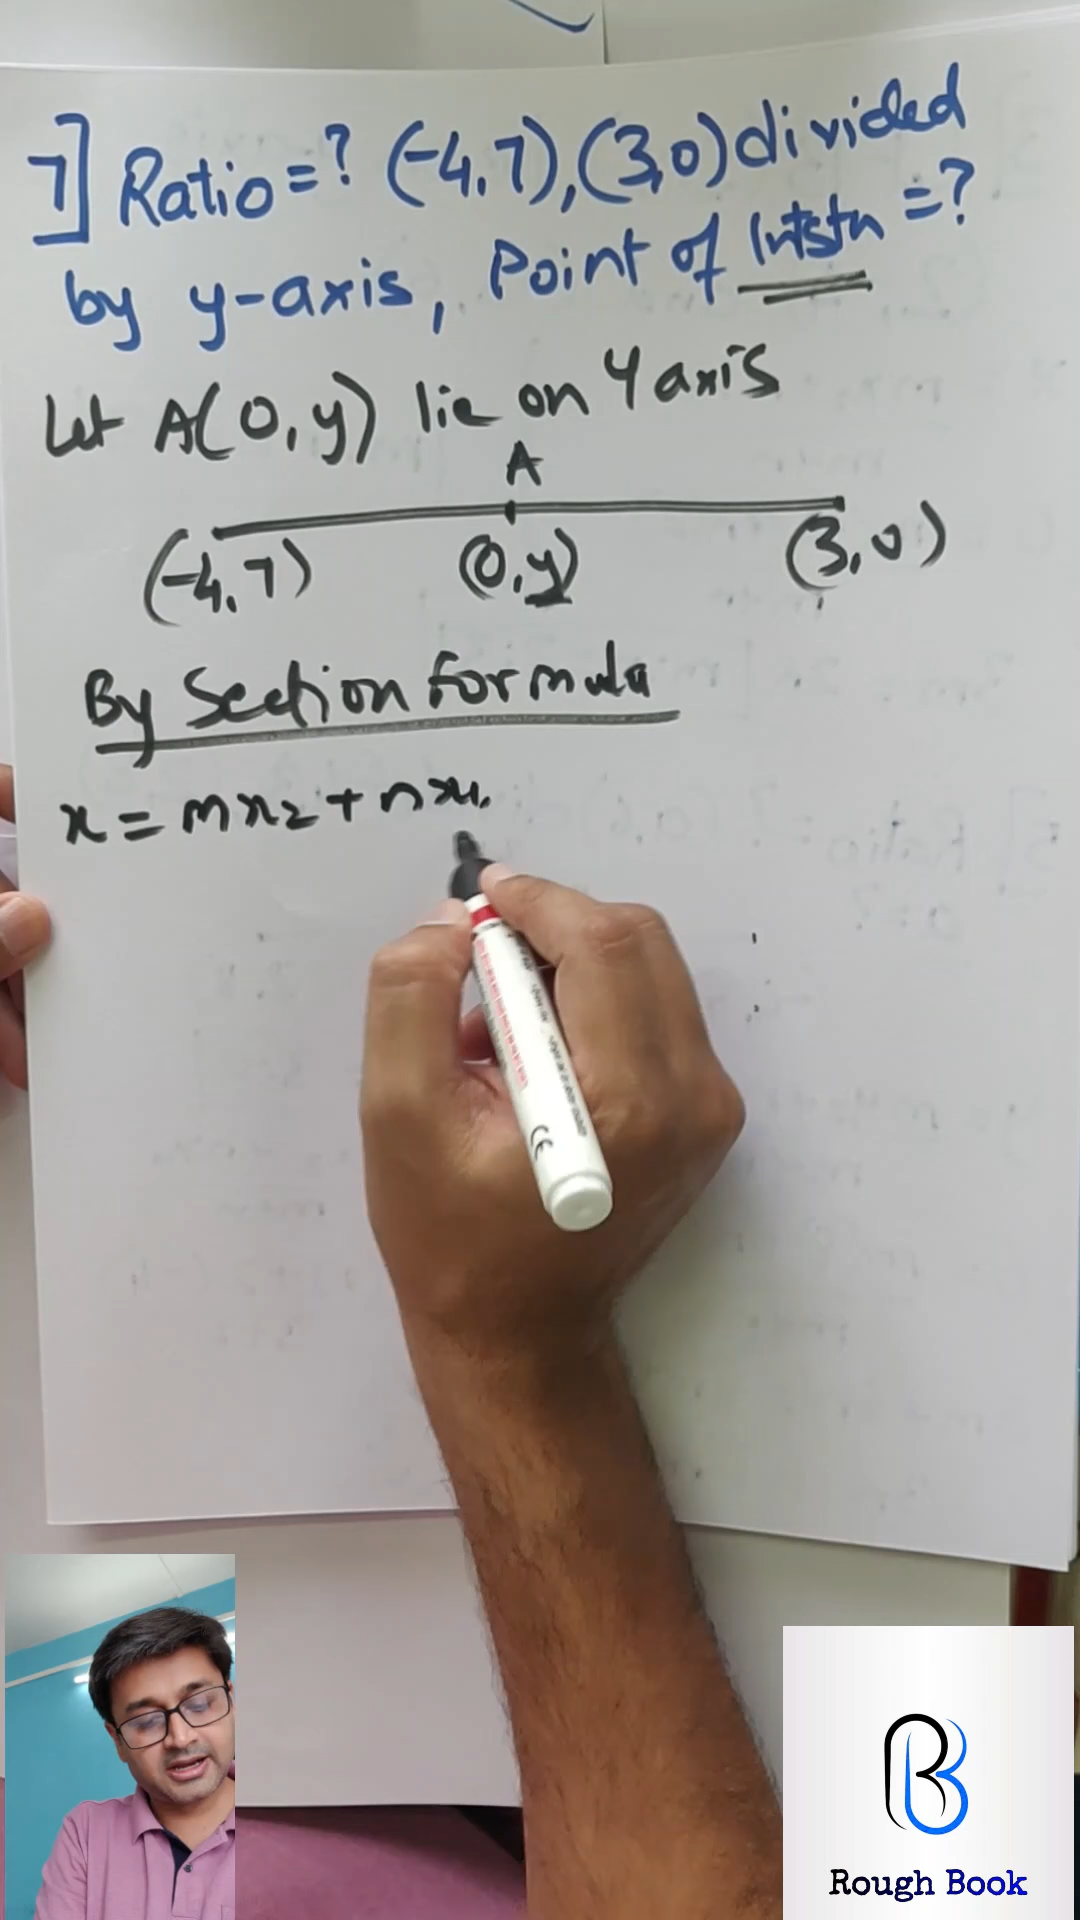 7] Ratio=? (-4,7),(3,0) divided
by y-axis, Point of Intstn =?
Let A(0,y) lie on Y axis
A
(-4,7) (0,y) (3,0)
By Section formula
x = mx2 + nx1
CE
Rough Book